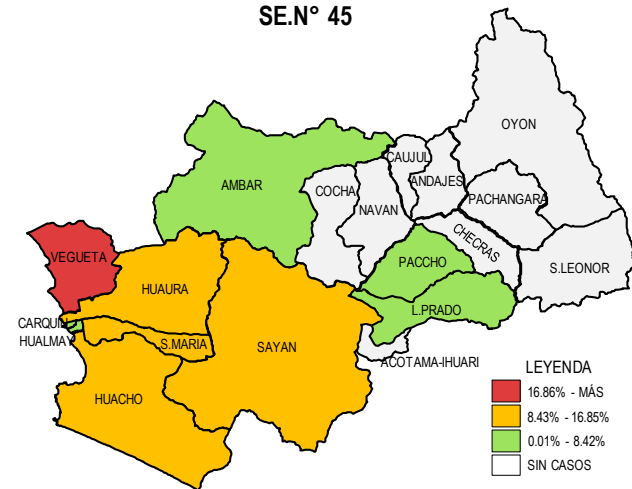 SE.N° 45
OYON
CAUJUL
ANDAJES
AMBAR
COCHA
NAVAN
PACHANGARA
CHECRAS
VEGUETA
PACCHO
S.LEONOR
HUAURA
L.PRADO
CARQUIN
HUALMAY
S.MARIA
SAYAN
ACOTAMA-IHUARI
HUACHO
LEYENDA
16.86% - MÁS
8.43% - 16.85%
0.01% - 8.42%
SIN CASOS